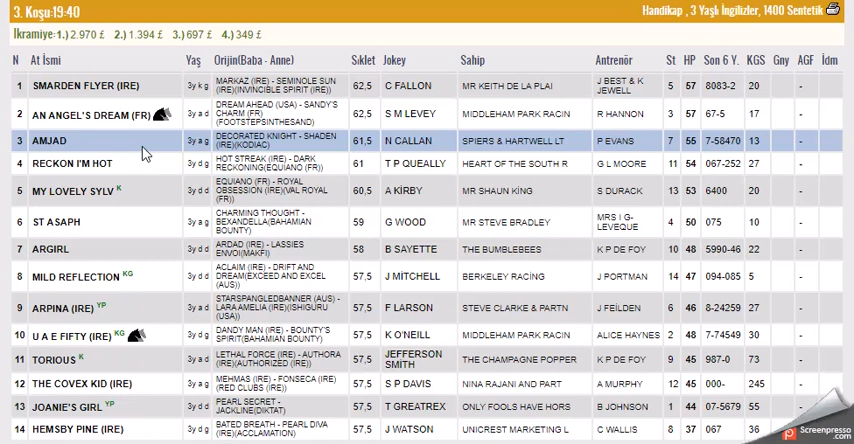 3. Koşu:19:40 Handikap , 3 Yaşlı İngilizler, 1400 Sentetik
İkramiye: 1.) 2.970 £ 2.) 1.394 £ 3.) 697 £ 4.) 349 £
N At İsmi Yaş Orijin(Baba - Anne) Sıklet Jokey Sahip Antrenör St HP Son 6 Y. KGS Gny AGF İdm
1 SMARDEN FLYER (IRE) 3y k g MARKAZ (IRE) - SEMINOLE SUN (IRE)(INVINCIBLE SPIRIT (IRE)) 62,5 C FALLON MR KEITH DE LA PLAI J BEST & K JEWELL 5 57 8083-2 20 -
2 AN ANGEL'S DREAM (FR) 3y a d DREAM AHEAD (USA) - SANDY'S CHARM (FR) (FOOTSTEPSINTHESAND) 62,5 S M LEVEY MIDDLEHAM PARK RACIN R HANNON 3 57 67-5 17 -
3 AMJAD 3y a g DECORATED KNIGHT - SHADEN (IRE)(KODIAC) 61,5 N CALLAN SPIERS & HARTWELL LT P EVANS 7 55 7-58470 13 -
4 RECKON I'M HOT 3y d g HOT STREAK (IRE) - DARK RECKONING(EQUIANO (FR)) 61 T P QUEALLY HEART OF THE SOUTH R G L MOORE 11 54 067-252 27 -
5 MY LOVELY SYLV K 3y d d EQUIANO (FR) - ROYAL OBSESSION (IRE)(VAL ROYAL (FR)) 60,5 A KİRBY MR SHAUN KİNG S DURACK 13 53 6400 20 -
6 ST ASAPH 3y a g CHARMING THOUGHT - BEXANDELLA(BAHAMIAN BOUNTY) 59 G WOOD MR STEVE BRADLEY MRS I G-LEVEQUE 4 50 075 10 -
7 ARGIRL 3y d d ARDAD (IRE) - LASSIES ENVOI(MAKFI) 58 B SAYETTE THE BUMBLEBEES K P DE FOY 10 48 5990-46 22 -
8 MILD REFLECTION KG 3y d d ACLAIM (IRE) - DRIFT AND DREAM(EXCEED AND EXCEL (AUS)) 57,5 J MİTCHELL BERKELEY RACİNG J PORTMAN 14 47 094-085 5 -
9 ARPINA (IRE) YP 3y a d STARSPANGLEDBANNER (AUS) - LARA AMELIA (IRE)(ISHIGURU (USA)) 57,5 F LARSON STEVE CLARKE & PARTN J FEİLDEN 6 46 8-24259 27 -
10 U A E FIFTY (IRE) KG 3y d g DANDY MAN (IRE) - BOUNTY'S SPIRIT(BAHAMIAN BOUNTY) 57,5 K O'NEILL MIDDLEHAM PARK RACIN ALICE HAYNES 2 48 7-74549 30 -
11 TORIOUS K 3y a d LETHAL FORCE (IRE) - AUTHORA (IRE)(AUTHORIZED (IRE)) 57,5 JEFFERSON SMITH THE CHAMPAGNE POPPER K P DE FOY 9 45 987-0 73 -
12 THE COVEX KID (IRE) 3y a g MEHMAS (IRE) - FONSECA (IRE) (RED CLUBS (IRE)) 57,5 S P DAVIS NINA RAJANI AND PART A MURPHY 12 45 000- 245 -
13 JOANIE'S GIRL YP 3y d d PEARL SECRET - JACKLINE(DIKTAT) 57,5 T GREATREX ONLY FOOLS HAVE HORS B JOHNSON 1 44 07-5679 55 -
14 HEMSBY PINE (IRE) 3y d g BATED BREATH - PEARL DIVA (IRE)(ACCLAMATION) 57,5 J WATSON UNICREST MARKETING L C WALLIS 8 37 067 36 -
Screenpresso.com